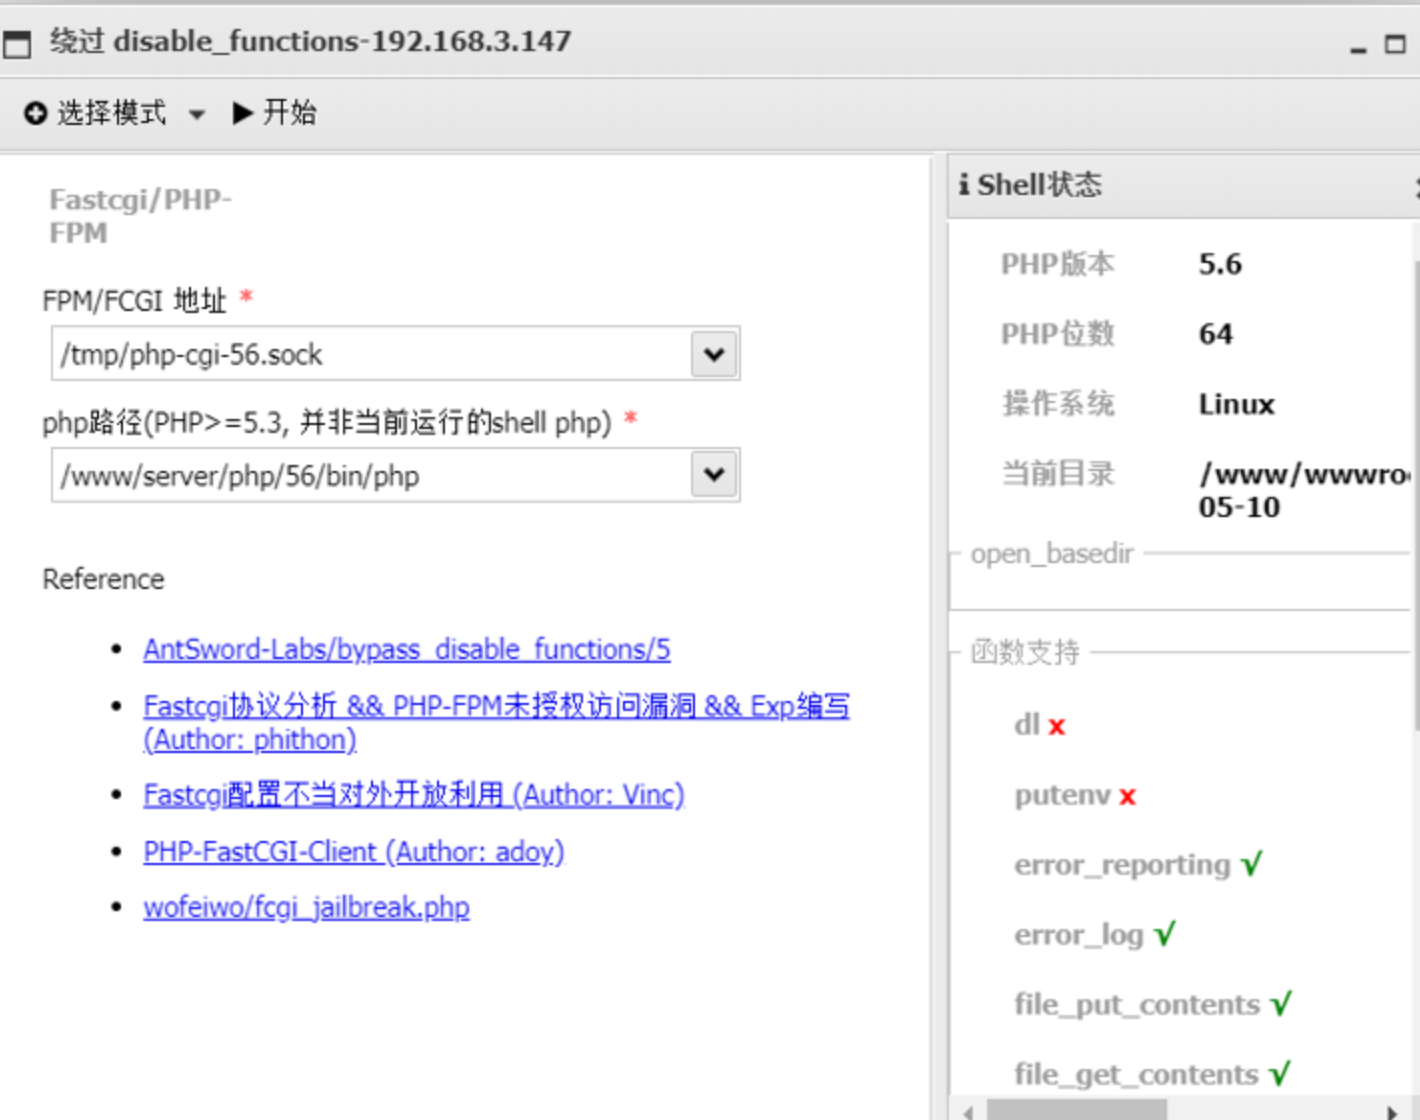 绕过 disable_functions-192.168.3.147
选择模式 开始
Fastcgi/PHP-
FPM
FPM/FCGI 地址 *
/tmp/php-cgi-56.sock
php路径(PHP>=5.3, 并非当前运行的shell php) *
/www/server/php/56/bin/php
Reference
AntSword-Labs/bypass_disable_functions/5
Fastcgi协议分析 && PHP-FPM未授权访问漏洞 && Exp编写
(Author: phithon)
Fastcgi配置不当对外开放利用 (Author: Vinc)
PHP-FastCGI-Client (Author: adoy)
wofeiwo/fcgi_jailbreak.php
Shell状态
PHP版本 5.6
PHP位数 64
操作系统 Linux
当前目录 /www/wwwro
05-10
open_basedir
函数支持
dl x
putenv x
error_reporting √
error_log √
file_put_contents √
file_get_contents √